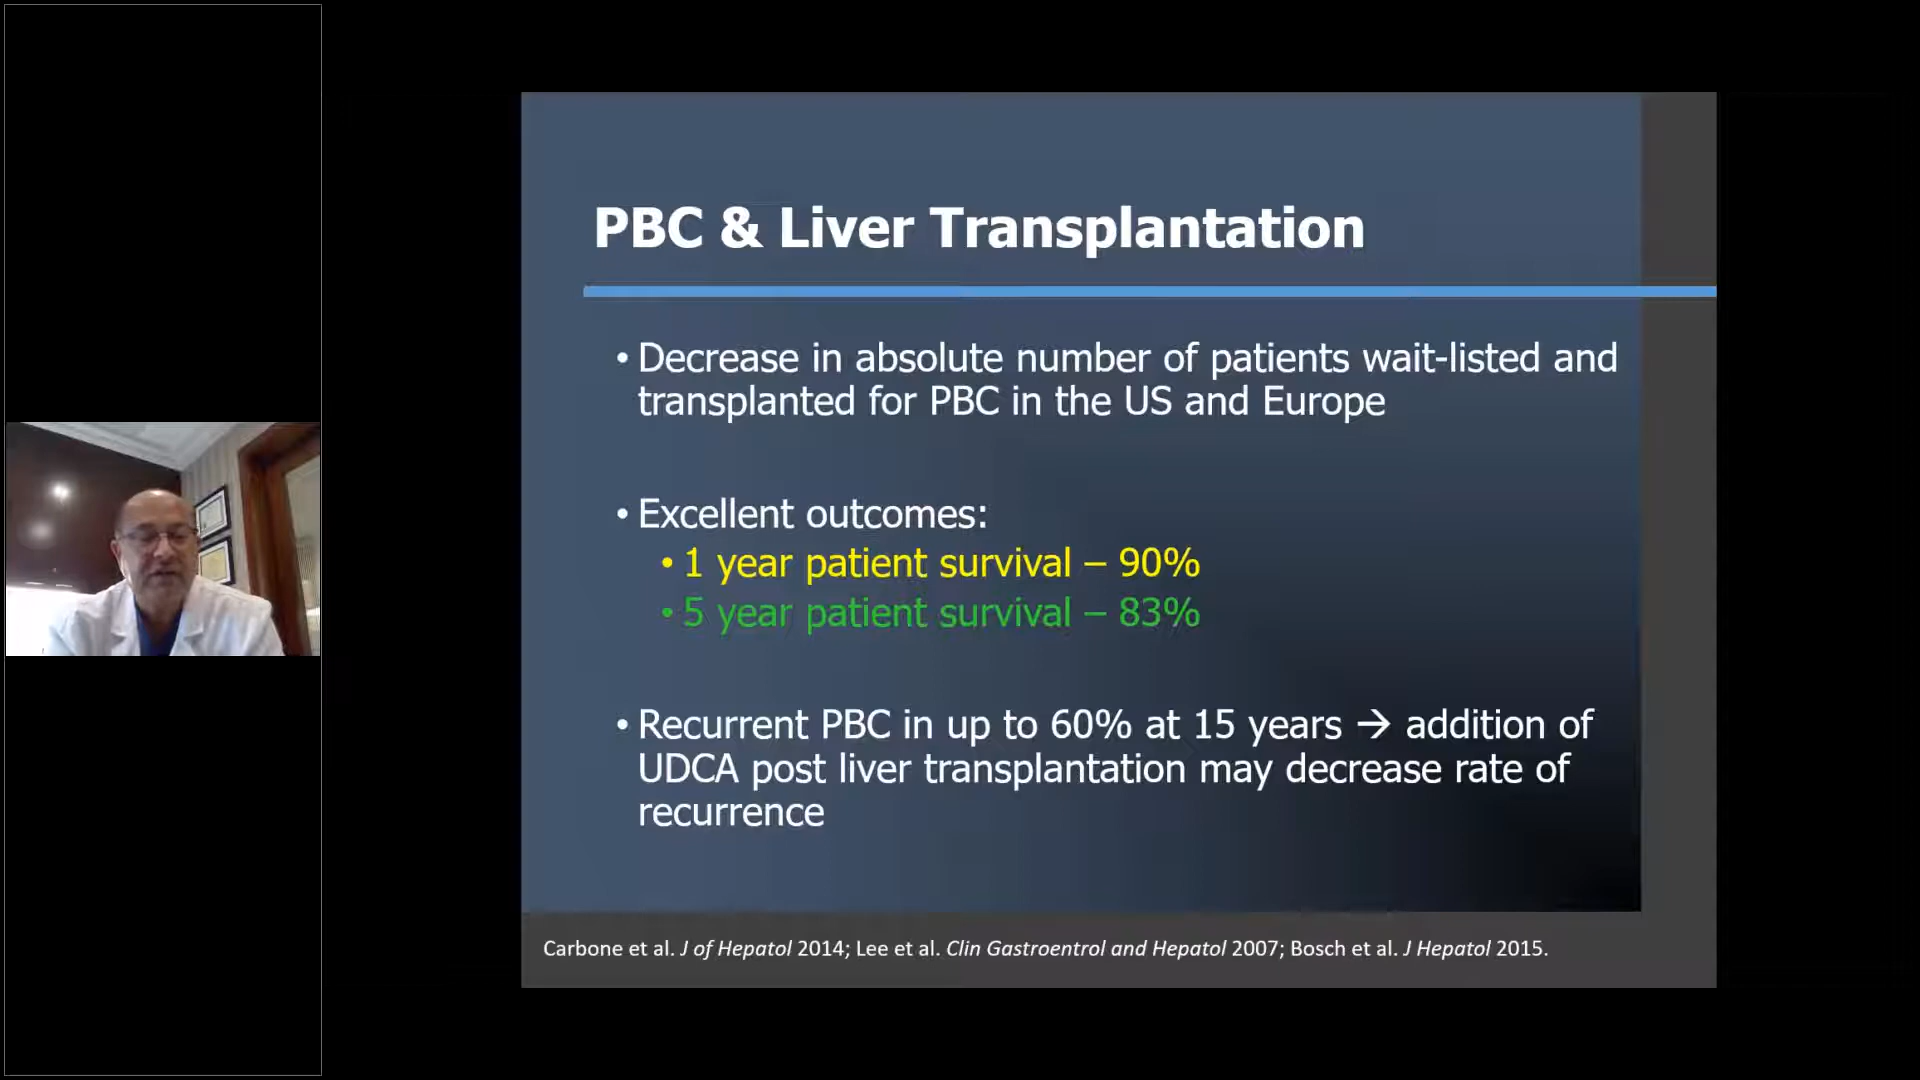 PBC & Liver Transplantation
• Decrease in absolute number of patients wait-listed and
transplanted for PBC in the US and Europe
• Excellent outcomes:
• 1 year patient survival – 90%
• 5 year patient survival – 83%
• Recurrent PBC in up to 60% at 15 years → addition of
UDCA post liver transplantation may decrease rate of
recurrence
Carbone et al. J of Hepatol 2014; Lee et al. Clin Gastroentrol and Hepatol 2007; Bosch et al. J Hepatol 2015.